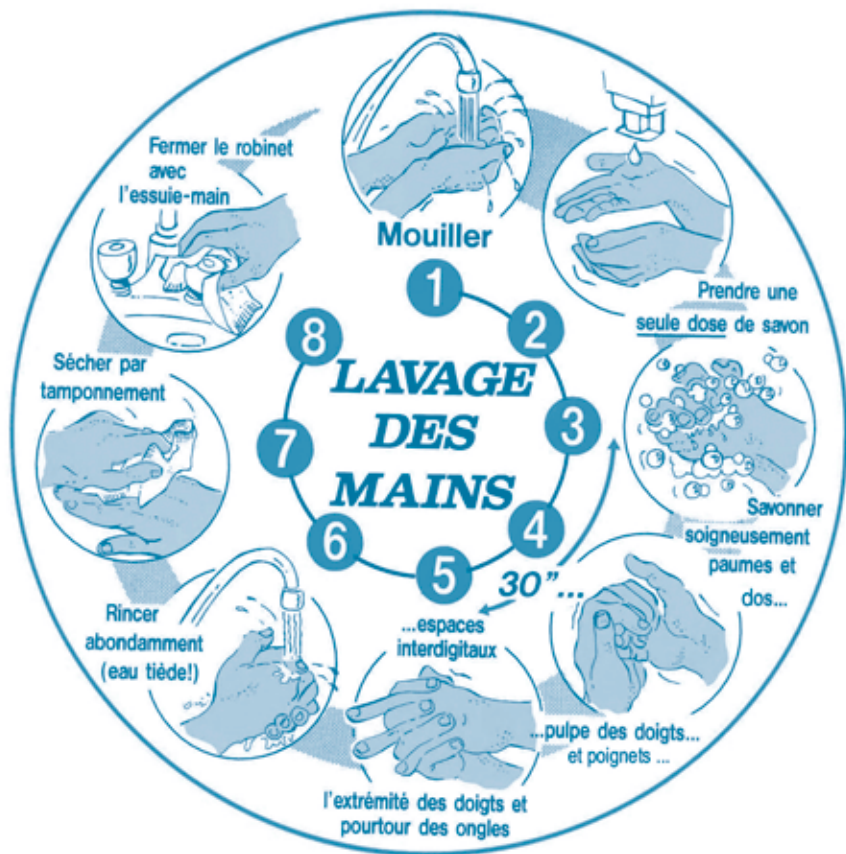 Mouiller
1
Prendre une
seule dose de savon
2
Savonner
soigneusement
paumes et
dos...
3
...pulpe des doigts...
et poignets ...
4
30”...
...espaces
interdigitaux
l'extrémité des doigts et
pourtour des ongles
5
Rincer
abondamment
(eau tiède!)
6
Sécher par
tamponnement
7
Fermer le robinet
avec
l'essuie-main
8
LAVAGE
DES
MAINS